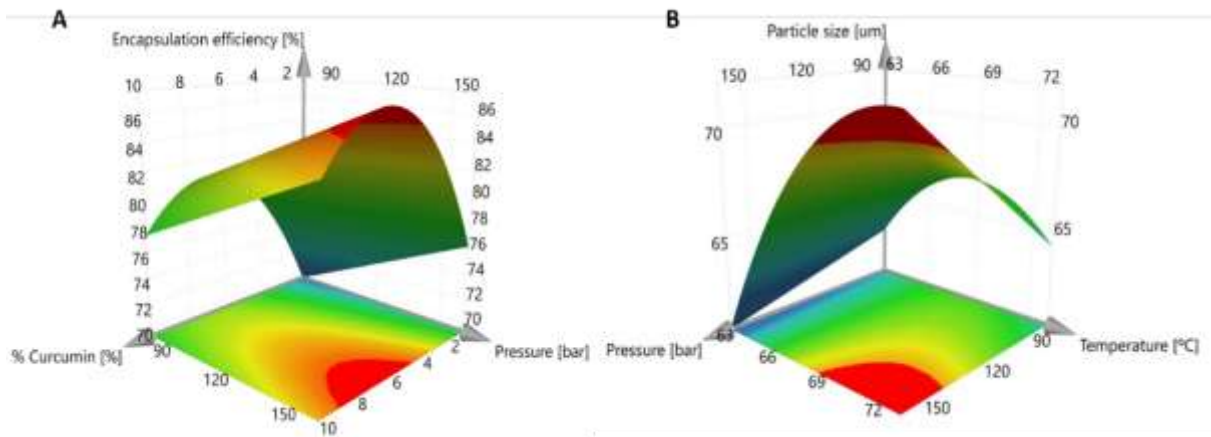 A
Encapsulation efficiency [%]
10 8 6 4 2 90 120 150
86 86
84 84
82 82
80 80
78 78
76 76
74 74
72 72
70 70
% Curcumin [%] Pressure [bar]
90 120 150
10 8 6 4 2
B
Particle size [um]
150 120 90 63 66 69 72
70 70
65 65
63 66 69 72
Pressure [bar] Temperature [ºC]
90 120 150